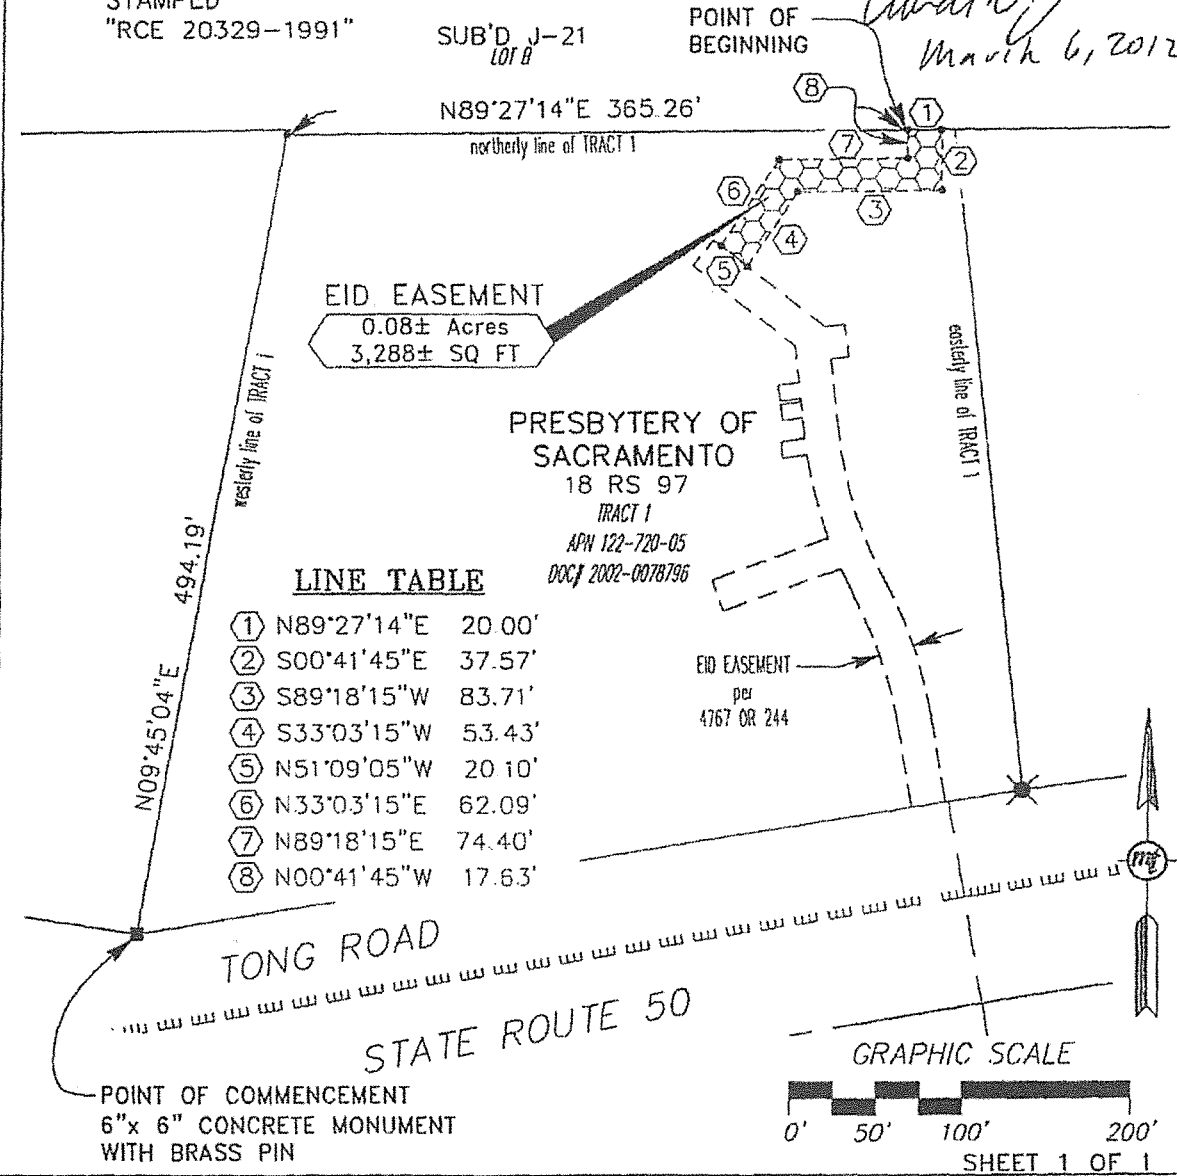 STAMPED
"RCE 20329-1991"
SUB'D J-21
LOT B
POINT OF
BEGINNING
March 6, 2012
N89°27'14"E 365.26'
northerly line of TRACT 1
8
1
7
2
6
3
4
5
EID EASEMENT
0.08± Acres
3,288± SQ FT
westerly line of TRACT 1
easterly line of TRACT 1
494.19'
N09°45'04"E
PRESBYTERY OF
SACRAMENTO
18 RS 97
TRACT 1
APN 122-720-05
DOC# 2002-0078796
LINE TABLE
1 N89°27'14"E 20.00'
2 S00°41'45"E 37.57'
3 S89°18'15"W 83.71'
4 S33°03'15"W 53.43'
5 N51°09'05"W 20.10'
6 N33°03'15"E 62.09'
7 N89°18'15"E 74.40'
8 N00°41'45"W 17.63'
EID EASEMENT
per
4767 OR 244
TONG ROAD
STATE ROUTE 50
POINT OF COMMENCEMENT
6"x 6" CONCRETE MONUMENT
WITH BRASS PIN
GRAPHIC SCALE
0' 50' 100' 200'
SHEET 1 OF 1